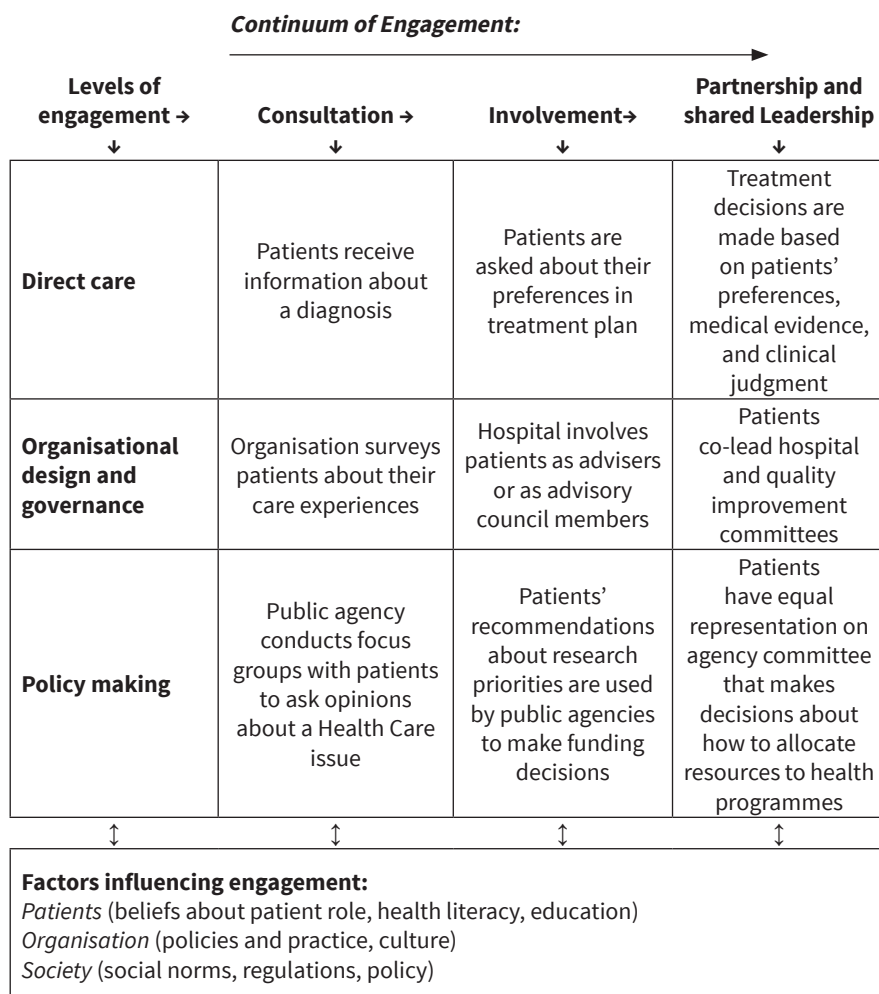 Continuum of Engagement:
Levels of
engagement →
↓
Consultation →
↓
Involvement→
↓
Partnership and
shared Leadership
↓
Direct care
Patients receive
information about
a diagnosis
Patients are
asked about their
preferences in
treatment plan
Treatment
decisions are
made based
on patients’
preferences,
medical evidence,
and clinical
judgment
Organisational
design and
governance
Organisation surveys
patients about their
care experiences
Hospital involves
patients as advisers
or as advisory
council members
Patients
co-lead hospital
and quality
improvement
committees
Policy making
Public agency
conducts focus
groups with patients
to ask opinions
about a Health Care
issue
Patients’
recommendations
about research
priorities are used
by public agencies
to make funding
decisions
Patients
have equal
representation on
agency committee
that makes
decisions about
how to allocate
resources to health
programmes
↕ ↕ ↕ ↕
Factors influencing engagement:
Patients (beliefs about patient role, health literacy, education)
Organisation (policies and practice, culture)
Society (social norms, regulations, policy)